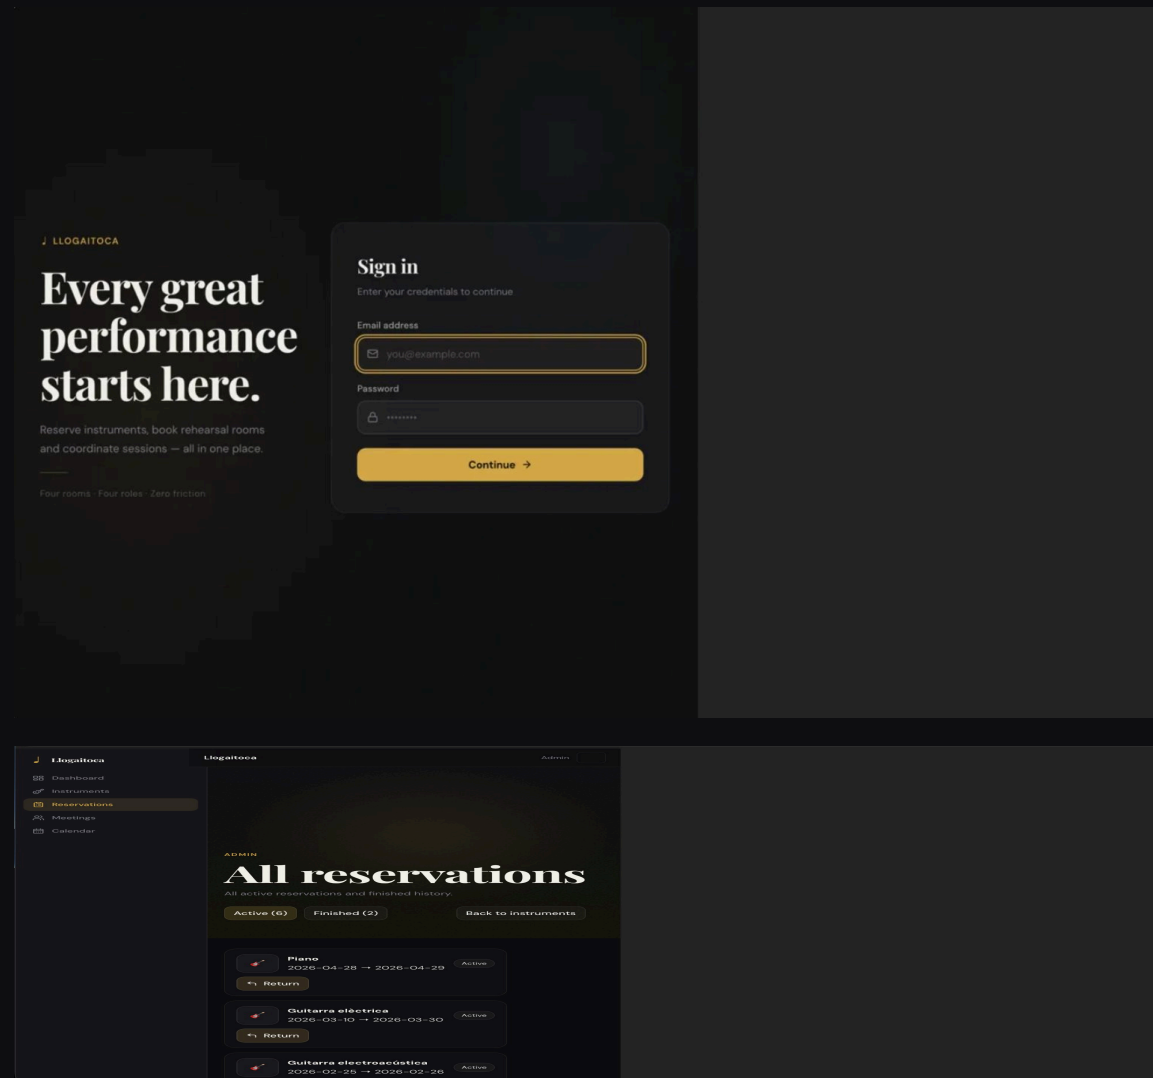 LLOGAITOCA
Every great
performance
starts here.
Reserve instruments, book rehearsal rooms
and coordinate sessions — all in one place.
Four rooms · Four roles · Zero friction
Sign in
Enter your credentials to continue
Email address
you@example.com
Password
••••••••
Continue →
Llogaitoca
Dashboard
Instruments
Reservations
Meetings
Calendar
Llogaitoca
Admin
ADMIN
All reservations
All active reservations and finished history.
Active (6)
Finished (2)
Back to instruments
Piano
2026-04-28 → 2026-04-29
Active
Return
Guitarra eléctrica
2026-03-10 → 2026-03-30
Active
Return
Guitarra electroacústica
2026-02-25 → 2026-02-26
Active